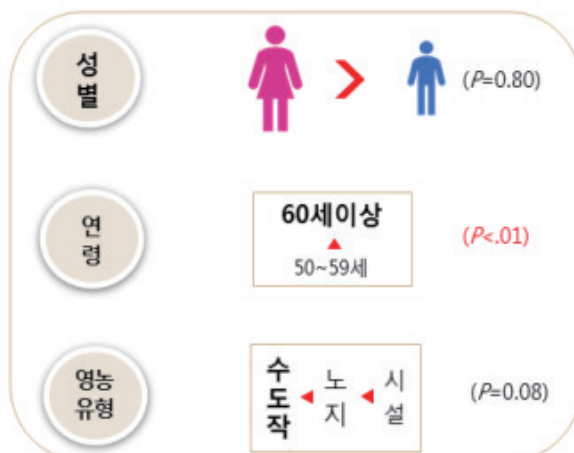 성별
(P=0.80)
연령
60세이상
50~59세
(P<.01)
영농
유형
수도작
노지
시설
(P=0.08)